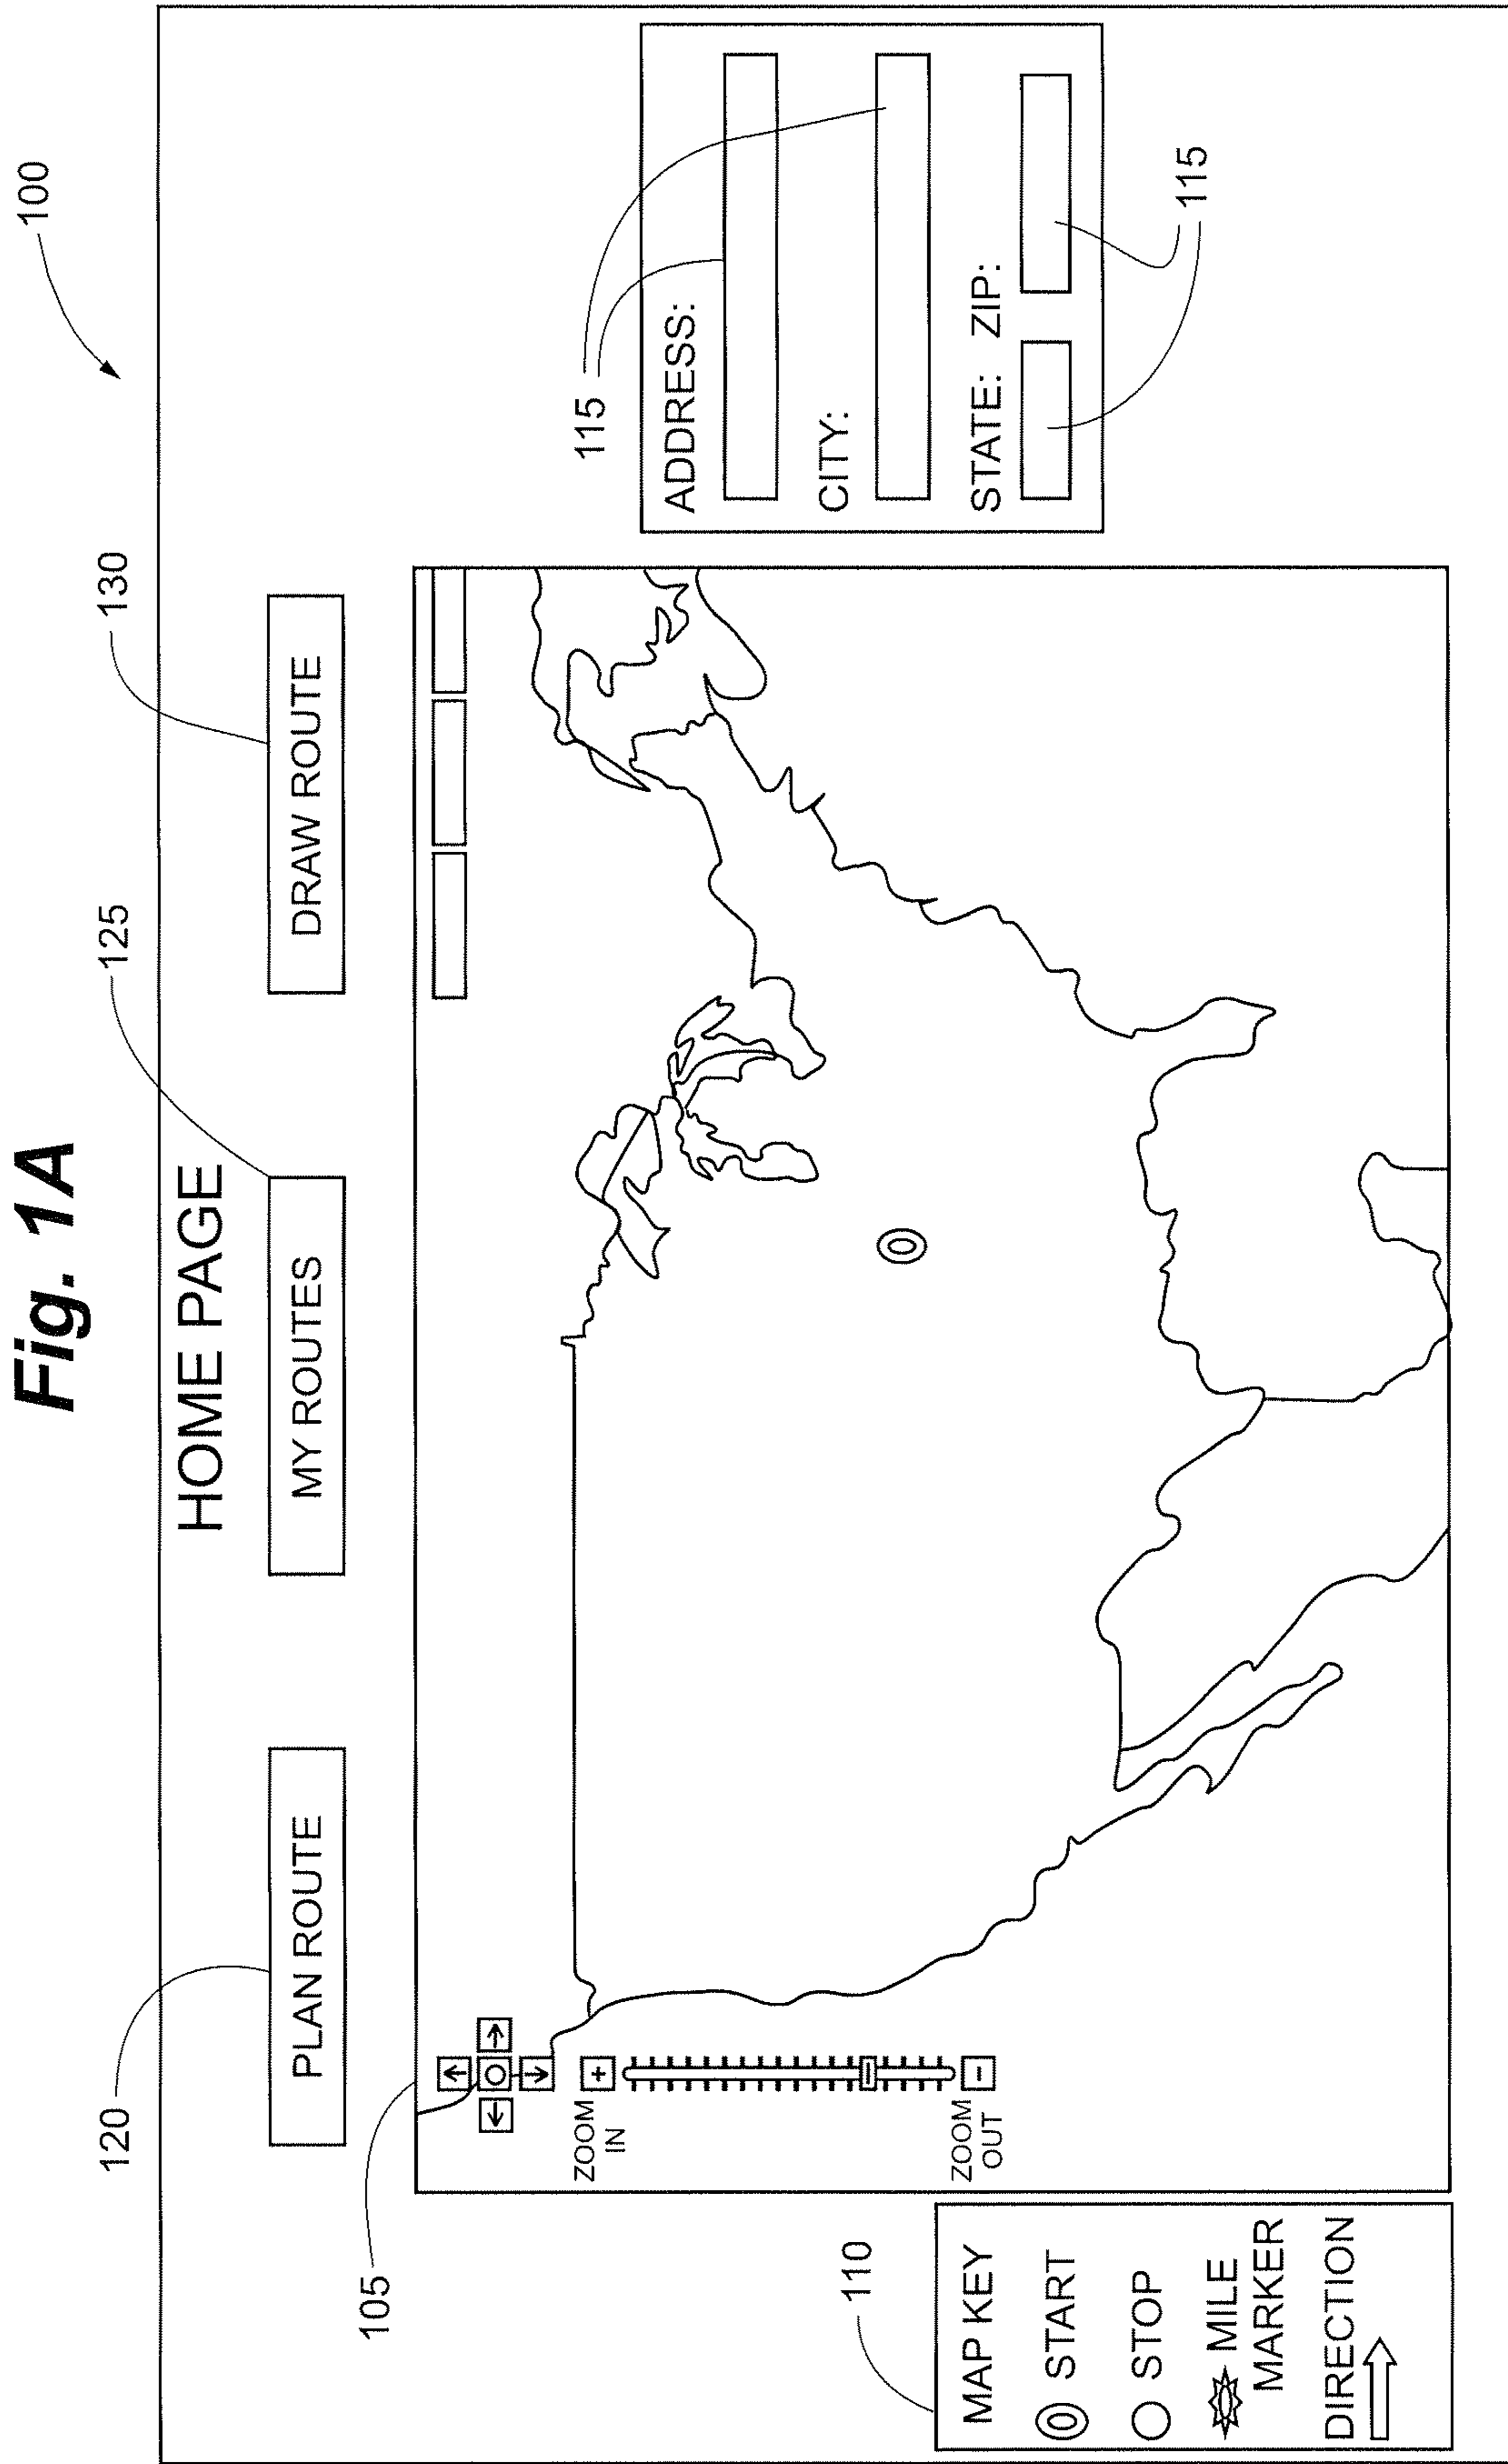 Fig. 1A
100
HOME PAGE
120
125
130
PLAN ROUTE
MY ROUTES
DRAW ROUTE
105
+
ZOOM
IN
ZOOM
OUT
−
110
MAP KEY
START
STOP
MILE
MARKER
DIRECTION
115
ADDRESS:
CITY:
STATE: ZIP:
115